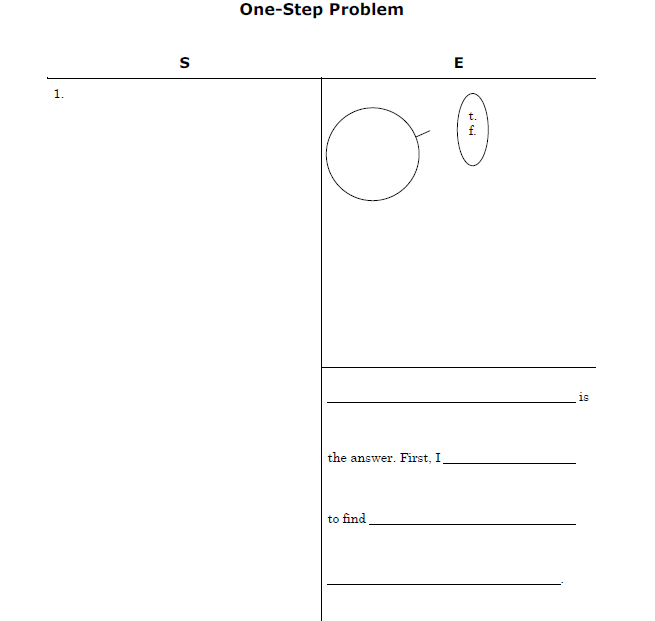 One-Step Problem
S E
1.
t.
f.
is
the answer. First, I
to find
.